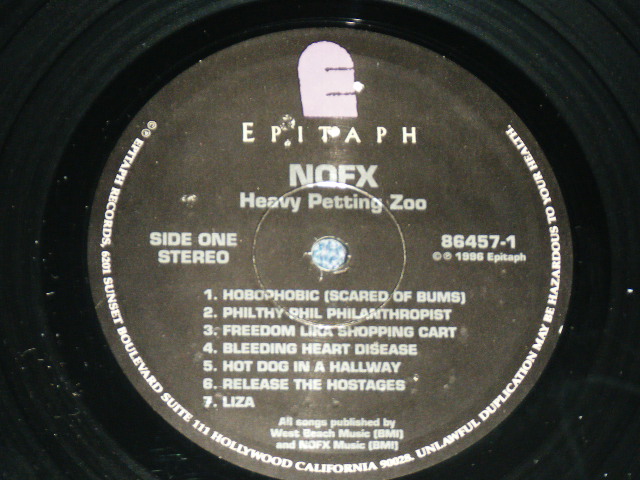 EPITAPH
NOFX
Heavy Petting Zoo
SIDE ONE
STEREO
86457-1
©℗ 1996 Epitaph
1. HOBOPHOBIC (SCARED OF BUMS)
2. PHILTHY PHIL PHILANTHROPIST
3. FREEDOM LIKA SHOPPING CART
4. BLEEDING HEART DISEASE
5. HOT DOG IN A HALLWAY
6. RELEASE THE HOSTAGES
7. LIZA
All songs published by
West Beach Music (BMI)
and NOFX Music (BMI)
© EPITAPH RECORDS, 6201 SUNSET BOULEVARD SUITE 111 HOLLYWOOD CALIFORNIA 90028. UNLAWFUL DUPLICATION MAY BE HAZARDOUS TO YOUR HEALTH.